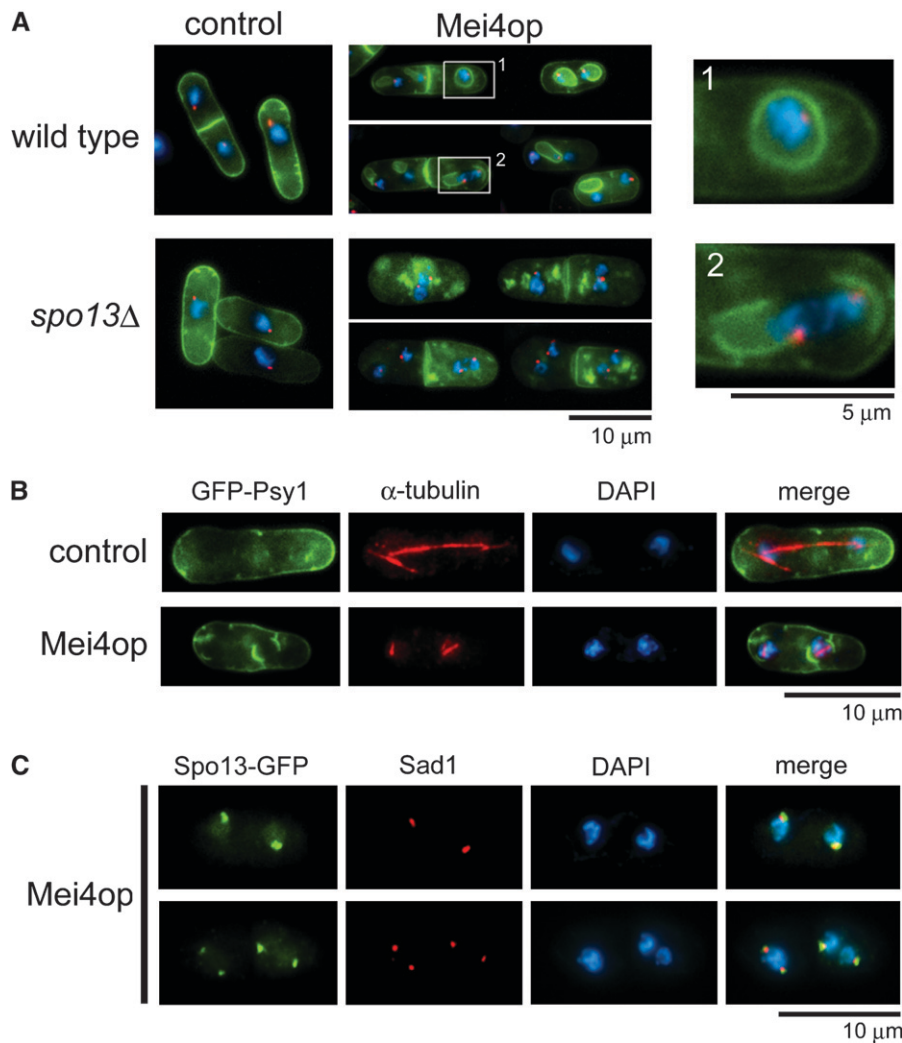 A
control
Mei4op
wild type
1
2
1
2
spo13Δ
10 μm
5 μm
B
GFP-Psy1
α-tubulin
DAPI
merge
control
Mei4op
10 μm
C
Spo13-GFP
Sad1
DAPI
merge
Mei4op
10 μm